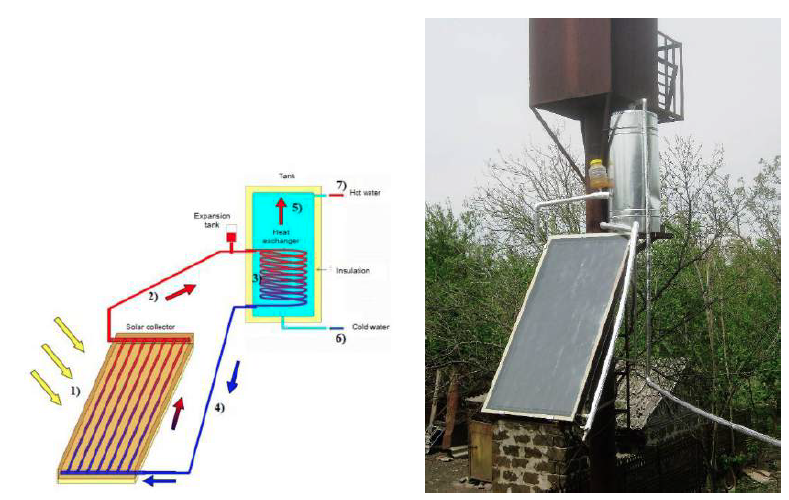 Tank
7)
Hot water
5)
Expansion
tank
Heat
exchanger
3)
Insulation
2)
Solar collector
Cold water
6)
1)
4)